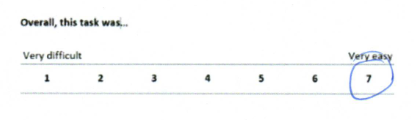 Overall, this task was...
Very difficult Very easy
1 2 3 4 5 6 7